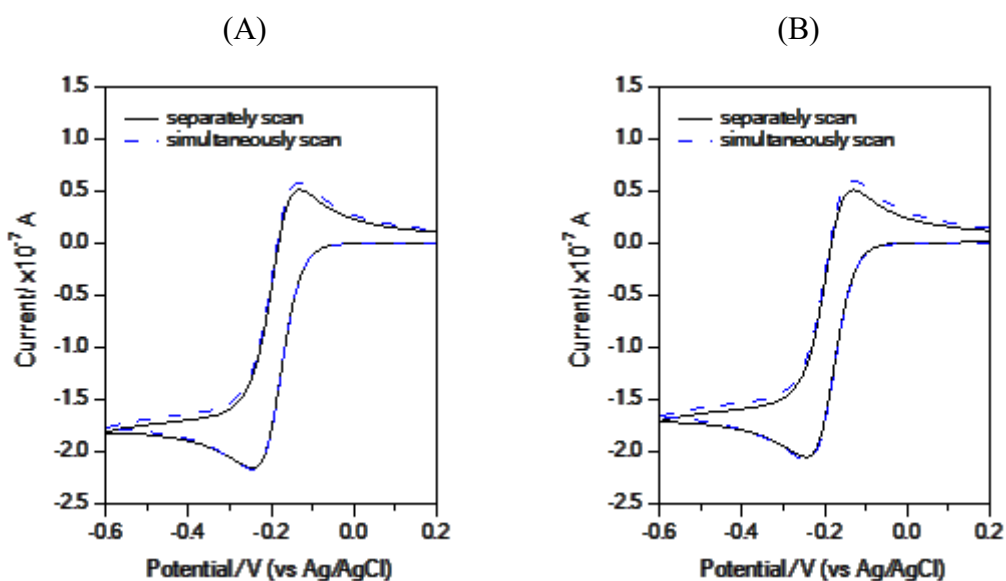 (A)
(B)
1.5
1.0
0.5
0.0
-0.5
-1.0
-1.5
-2.0
-2.5
Current/ ×10⁻⁷ A
separately scan
simultaneously scan
-0.6
-0.4
-0.2
0.0
0.2
Potential/V (vs Ag/AgCl)
1.5
1.0
0.5
0.0
-0.5
-1.0
-1.5
-2.0
-2.5
Current/ ×10⁻⁷ A
separately scan
simultaneously scan
-0.6
-0.4
-0.2
0.0
0.2
Potential/V (vs Ag/AgCl)